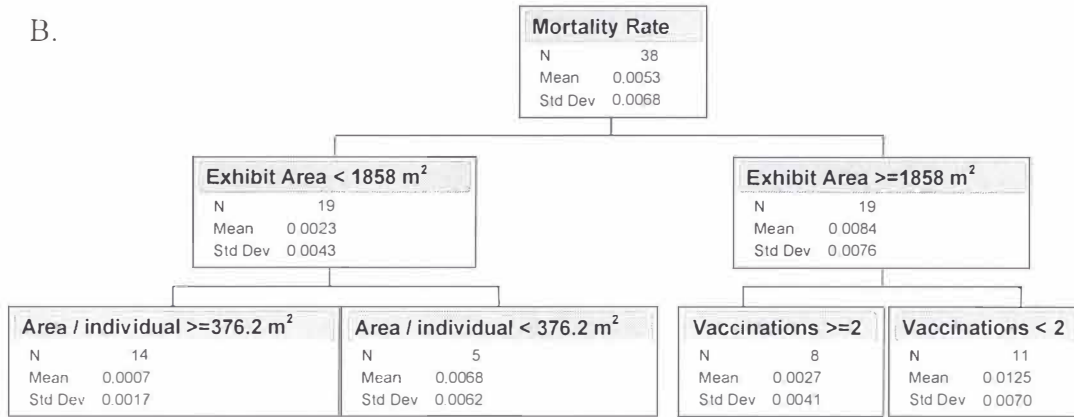 B.
Mortality Rate
N 38
Mean 0.0053
Std Dev 0.0068
Exhibit Area < 1858 m²
N 19
Mean 0.0023
Std Dev 0.0043
Exhibit Area >=1858 m²
N 19
Mean 0.0084
Std Dev 0.0076
Area / individual >=376.2 m²
N 14
Mean 0.0007
Std Dev 0.0017
Area / individual < 376.2 m²
N 5
Mean 0.0068
Std Dev 0.0062
Vaccinations >=2
N 8
Mean 0.0027
Std Dev 0.0041
Vaccinations < 2
N 11
Mean 0.0125
Std Dev 0.0070